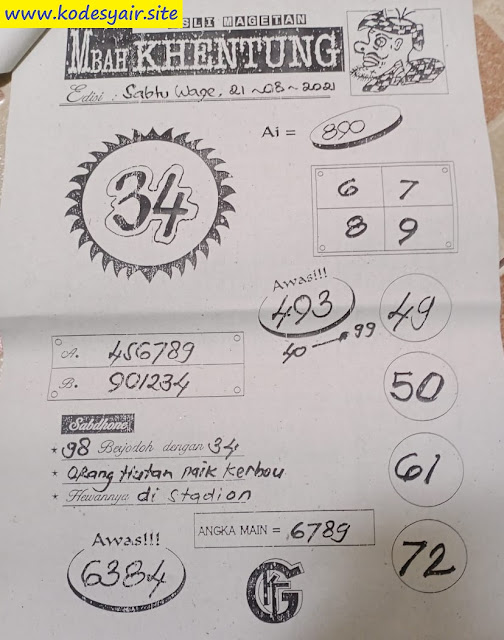 www.kodesyair.site
ASLI MAGETAN
MBAH KHENTUNG
Edisi : Sabtu Wage, 21-08-2021
Ai = 890
34
6 7
8 9
Awas!!!
493
40 99
49
A. 456789
B. 901234
50
Sabdhone
* 98 Berjodoh dengan 34
* orang hutan naik kerbou
* Hewannya di stadion
61
ANGKA MAIN = 6789
Awas!!!
6384
72